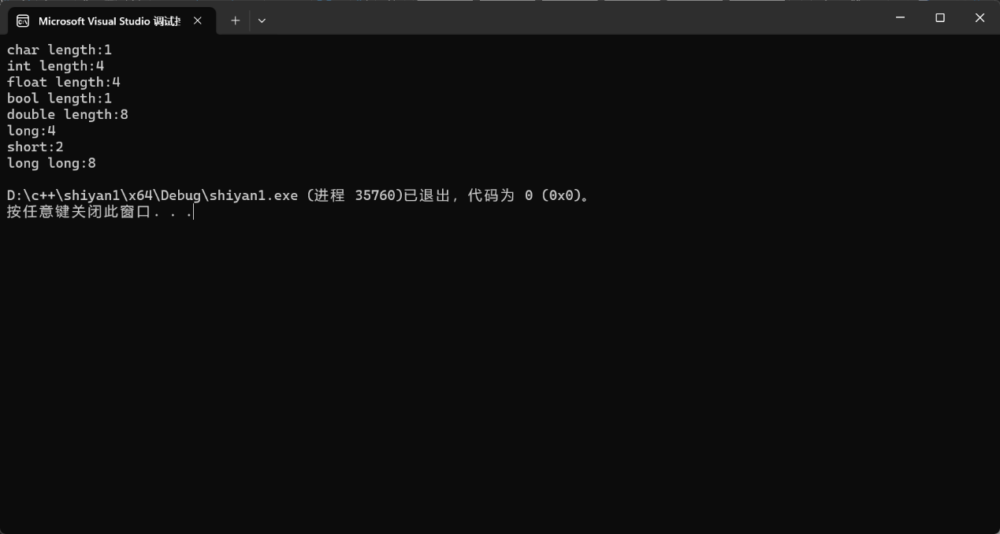 Microsoft Visual Studio 调试控
char length:1
int length:4
float length:4
bool length:1
double length:8
long:4
short:2
long long:8
D:\c++\shiyan1\x64\Debug\shiyan1.exe (进程 35760)已退出，代码为 0 (0x0)。
按任意键关闭此窗口. . .